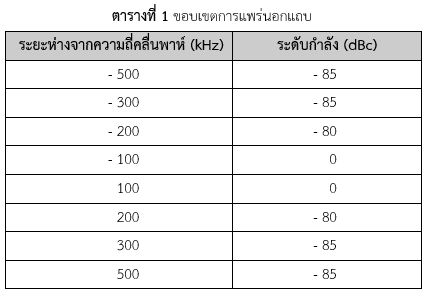 ตารางที่ 1 ขอบเขตการแพร่นอกแถบ
ระยะห่างจากความถี่คลื่นพาห์ (kHz) ระดับกำลัง (dBc)
- 500 - 85
- 300 - 85
- 200 - 80
- 100 0
100 0
200 - 80
300 - 85
500 - 85